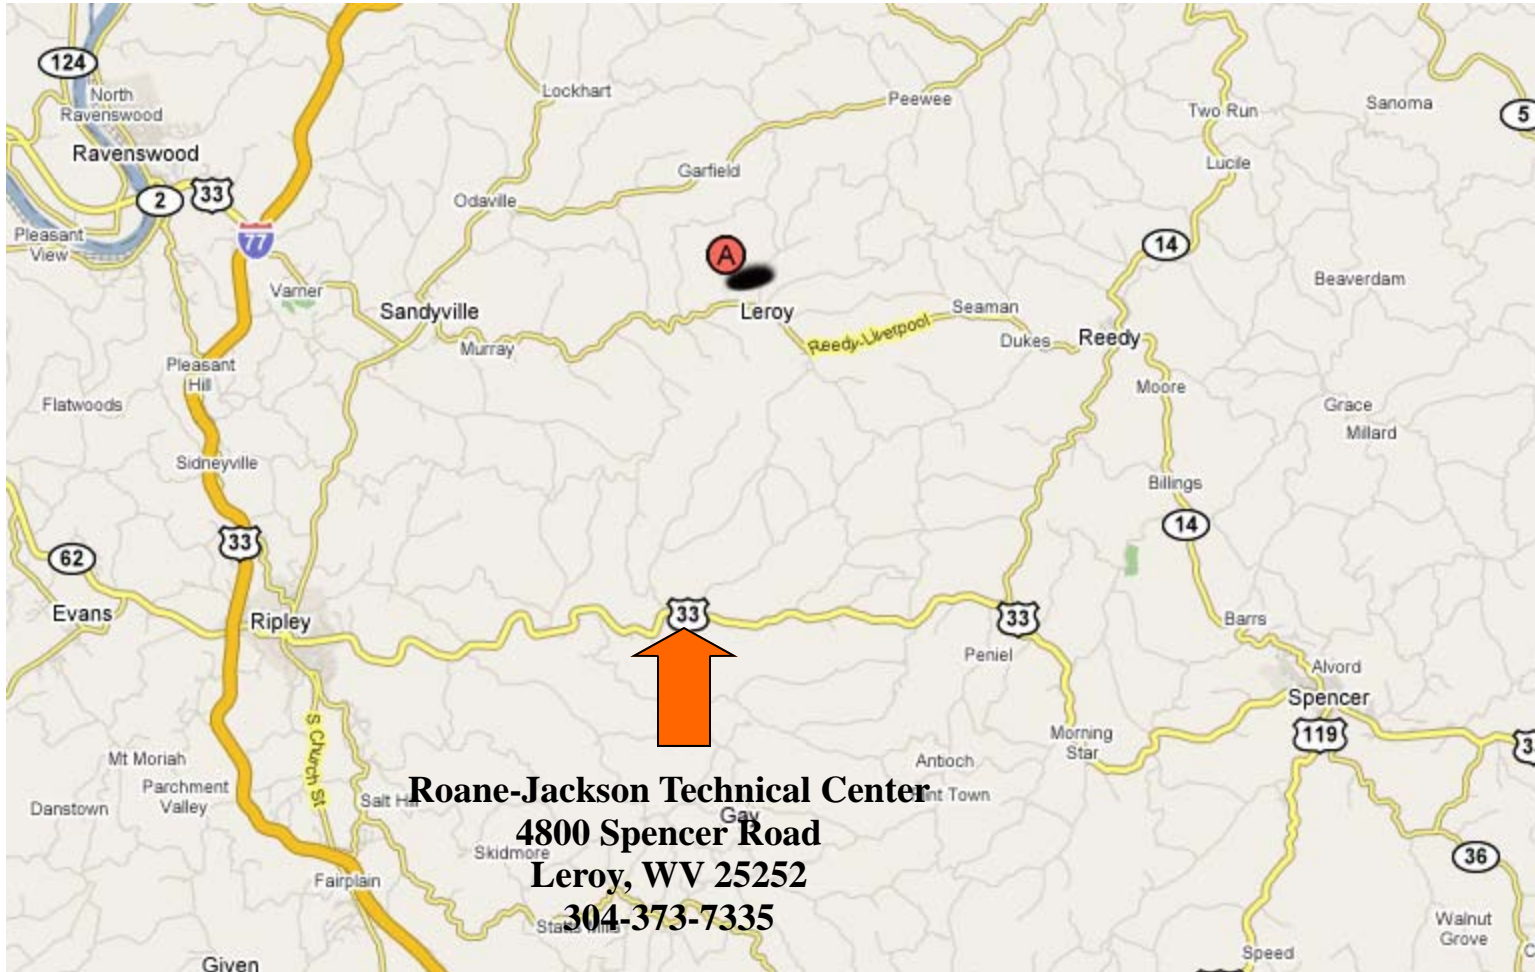 124
North
Ravenswood
Ravenswood
2
33
Pleasant
View
77
Varner
Lockhart
Peewee
Two Run
Sanoma
5
Garfield
Lucile
Odaville
14
A
Beaverdam
Sandyville
Leroy
Seaman
Murray
Reedy-Liverpool
Dukes
Reedy
Pleasant
Hill
Moore
Flatwoods
Grace
Millard
Sidneyville
Billings
14
33
62
Evans
Ripley
33
33
Barrs
Peniel
Alvord
Spencer
119
Morning
Star
S Church St
Mt Moriah
Parchment
Valley
Danstown
Antioch
Salt
Town
Gay
Roane-Jackson Technical Center
4800 Spencer Road
Leroy, WV 25252
304-373-7335
Skidmore
Fairplain
36
Walnut
Grove
Speed
Given